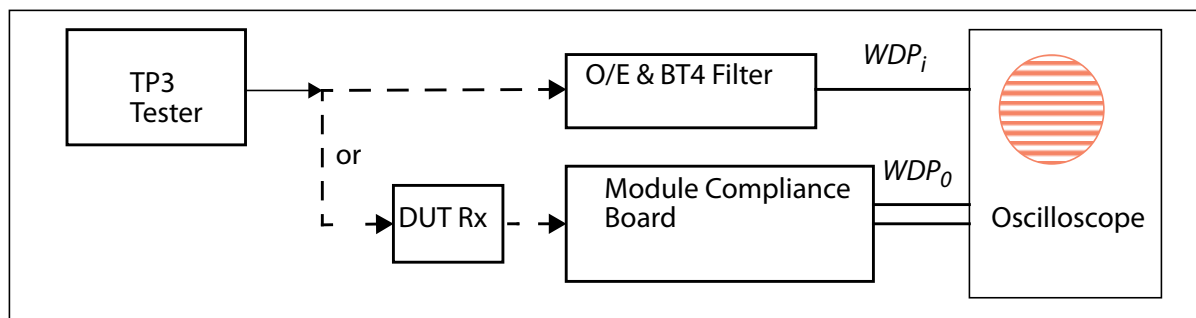 TP3
Tester
or
O/E & BT4 Filter
WDPi
DUT Rx
Module Compliance
Board
WDP0
Oscilloscope